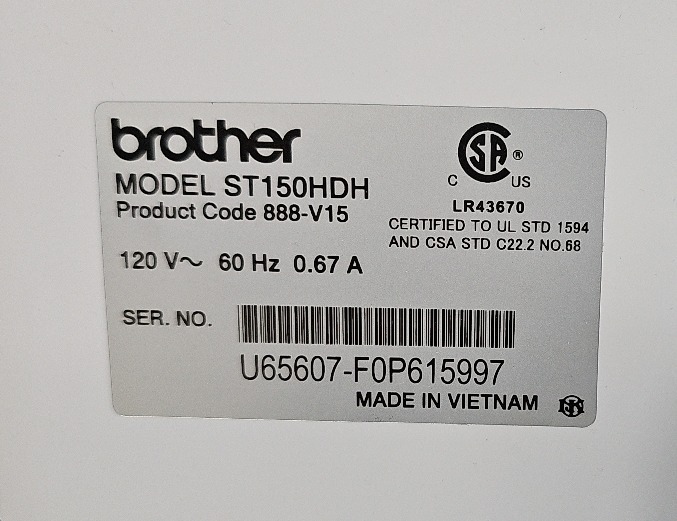 brother
MODEL ST150HDH
Product Code 888-V15
120 V~ 60 Hz 0.67 A
SA ®
C US
LR43670
CERTIFIED TO UL STD 1594
AND CSA STD C22.2 NO.68
SER. NO.
U65607-F0P615997
MADE IN VIETNAM